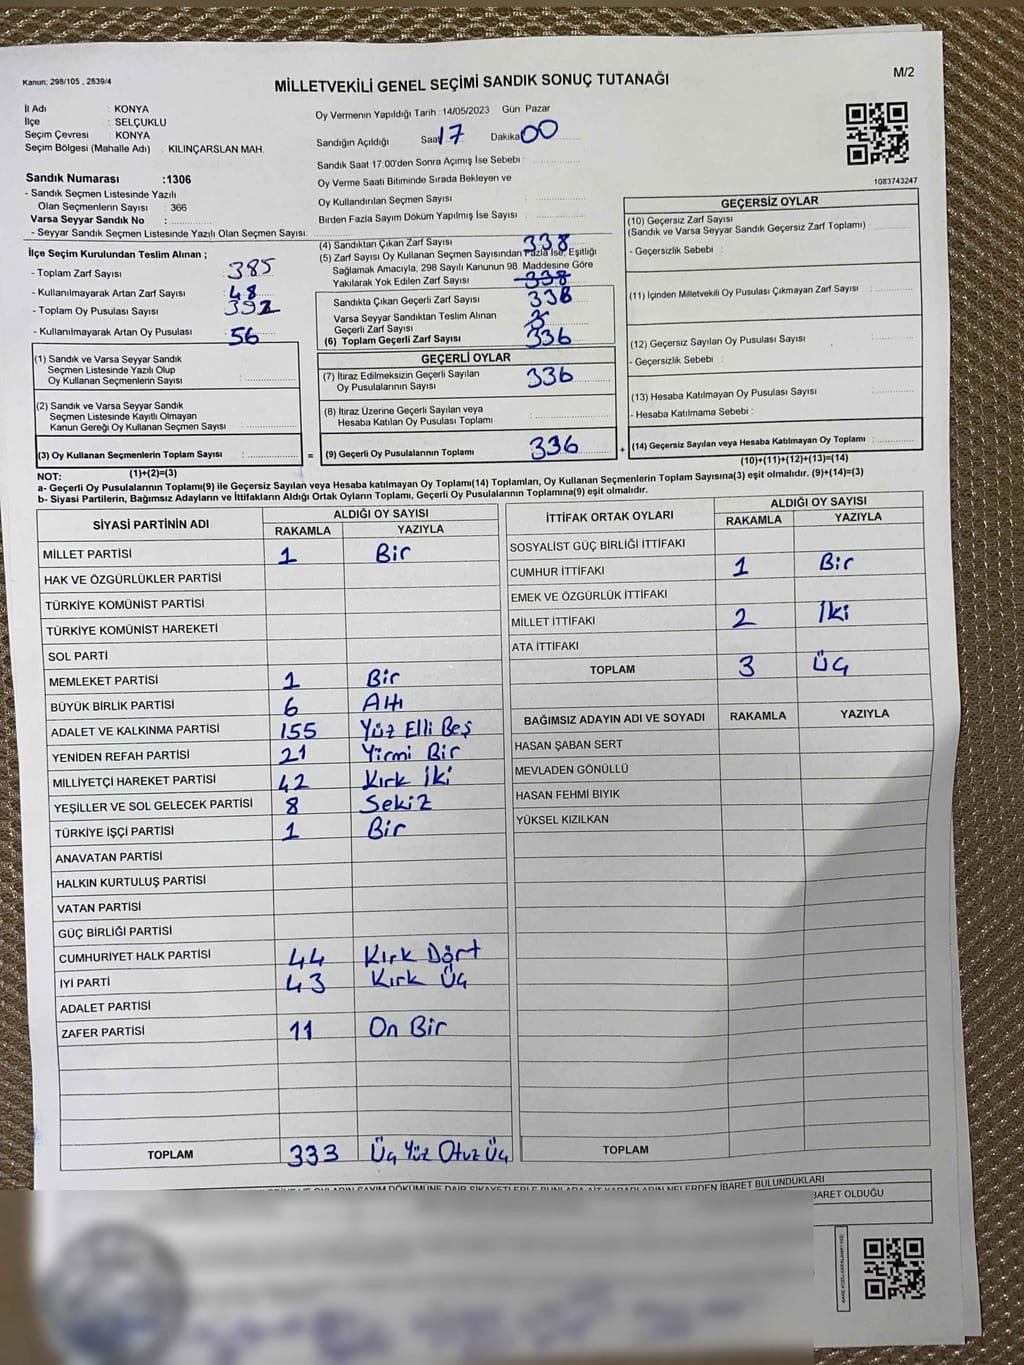 Kanun; 298/105 , 2839/4
MİLLETVEKİLİ GENEL SEÇİMİ SANDIK SONUÇ TUTANAĞI
M/2
İl Adı : KONYA
İlçe : SELÇUKLU
Seçim Çevresi : KONYA
Seçim Bölgesi (Mahalle Adı) : KILINÇARSLAN MAH.
Sandık Numarası :1306
- Sandık Seçmen Listesinde Yazılı
Olan Seçmenlerin Sayısı : 366
Varsa Seyyar Sandık No :
- Seyyar Sandık Seçmen Listesinde Yazılı Olan Seçmen Sayısı:
Oy Vermenin Yapıldığı Tarih : 14/05/2023 Gün Pazar
Sandığın Açıldığı Saat 17 Dakika 00
Sandık Saat 17:00'den Sonra Açımış İse Sebebi :
Oy Verme Saati Bitiminde Sırada Bekleyen ve
Oy Kullandırılan Seçmen Sayısı :
Birden Fazla Sayım Döküm Yapılmış İse Sayısı :
1083743247
İlçe Seçim Kurulundan Teslim Alınan ;
- Toplam Zarf Sayısı : 385
- Kullanılmayarak Artan Zarf Sayısı : 48
- Toplam Oy Pusulası Sayısı : 392
- Kullanılmayarak Artan Oy Pusulası : 56
(1) Sandık ve Varsa Seyyar Sandık
Seçmen Listesinde Yazılı Olup
Oy Kullanan Seçmenlerin Sayısı :
(2) Sandık ve Varsa Seyyar Sandık
Seçmen Listesinde Kayıtlı Olmayan
Kanun Gereği Oy Kullanan Seçmen Sayısı :
(3) Oy Kullanan Seçmenlerin Toplam Sayısı : =
(1)+(2)=(3)
(4) Sandıktan Çıkan Zarf Sayısı 338
(5) Zarf Sayısı Oy Kullanan Seçmen Sayısından Fazla İse, Eşitliği
Sağlamak Amacıyla; 298 Sayılı Kanunun 98. Maddesine Göre
Yakılarak Yok Edilen Zarf Sayısı : 338
Sandıkta Çıkan Geçerli Zarf Sayısı : 338
Varsa Seyyar Sandıktan Teslim Alınan
Geçerli Zarf Sayısı :
(6) Toplam Geçerli Zarf Sayısı : 336
GEÇERLİ OYLAR
(7) İtiraz Edilmeksizin Geçerli Sayılan
Oy Pusulalarının Sayısı : 336
(8) İtiraz Üzerine Geçerli Sayılan veya
Hesaba Katılan Oy Pusulası Toplamı :
(9) Geçerli Oy Pusulalarının Toplamı : 336 +
GEÇERSİZ OYLAR
(10) Geçersiz Zarf Sayısı
(Sandık ve Varsa Seyyar Sandık Geçersiz Zarf Toplamı) :
- Geçersizlik Sebebi :
(11) İçinden Milletvekili Oy Pusulası Çıkmayan Zarf Sayısı :
(12) Geçersiz Sayılan Oy Pusulası Sayısı :
- Geçersizlik Sebebi :
(13) Hesaba Katılmayan Oy Pusulası Sayısı :
- Hesaba Katılmama Sebebi :
(14) Geçersiz Sayılan veya Hesaba Katılmayan Oy Toplamı :
(10)+(11)+(12)+(13)=(14)
NOT:
a- Geçerli Oy Pusulalarının Toplamı(9) ile Geçersiz Sayılan veya Hesaba katılmayan Oy Toplamı(14) Toplamları, Oy Kullanan Seçmenlerin Toplam Sayısına(3) eşit olmalıdır. (9)+(14)=(3)
b- Siyasi Partilerin, Bağımsız Adayların ve İttifakların Aldığı Ortak Oyların Toplamı, Geçerli Oy Pusulalarının Toplamına(9) eşit olmalıdır.
SİYASİ PARTİNİN ADI ALDIĞI OY SAYISI
RAKAMLA YAZIYLA
MİLLET PARTİSİ 1 Bir
HAK VE ÖZGÜRLÜKLER PARTİSİ
TÜRKİYE KOMÜNİST PARTİSİ
TÜRKİYE KOMÜNİST HAREKETİ
SOL PARTİ
MEMLEKET PARTİSİ 1 Bir
BÜYÜK BİRLİK PARTİSİ 6 Altı
ADALET VE KALKINMA PARTİSİ 155 Yüz Elli Beş
YENİDEN REFAH PARTİSİ 21 Yirmi Bir
MİLLİYETÇİ HAREKET PARTİSİ 42 Kırk İki
YEŞİLLER VE SOL GELECEK PARTİSİ 8 Sekiz
TÜRKİYE İŞÇİ PARTİSİ 1 Bir
ANAVATAN PARTİSİ
HALKIN KURTULUŞ PARTİSİ
VATAN PARTİSİ
GÜÇ BİRLİĞİ PARTİSİ
CUMHURİYET HALK PARTİSİ 44 Kırk Dört
İYİ PARTİ 43 Kırk Üç
ADALET PARTİSİ
ZAFER PARTİSİ 11 On Bir
TOPLAM 333 Üç Yüz Otuz Üç
İTTİFAK ORTAK OYLARI ALDIĞI OY SAYISI
RAKAMLA YAZIYLA
SOSYALİST GÜÇ BİRLİĞİ İTTİFAKI
CUMHUR İTTİFAKI 1 Bir
EMEK VE ÖZGÜRLÜK İTTİFAKI
MİLLET İTTİFAKI 2 İki
ATA İTTİFAKI
TOPLAM 3 Üç
BAĞIMSIZ ADAYIN ADI VE SOYADI RAKAMLA YAZIYLA
HASAN ŞABAN SERT
MEVLADEN GÖNÜLLÜ
HASAN FEHMİ BIYIK
YÜKSEL KIZILKAN
TOPLAM
SAYIM DÖKÜMÜNE DAİR ŞİKAYETLERLE BUNLARA AİT KARARLARIN NELERDEN İBARET BULUNDUKLARI
BARET OLDUĞU